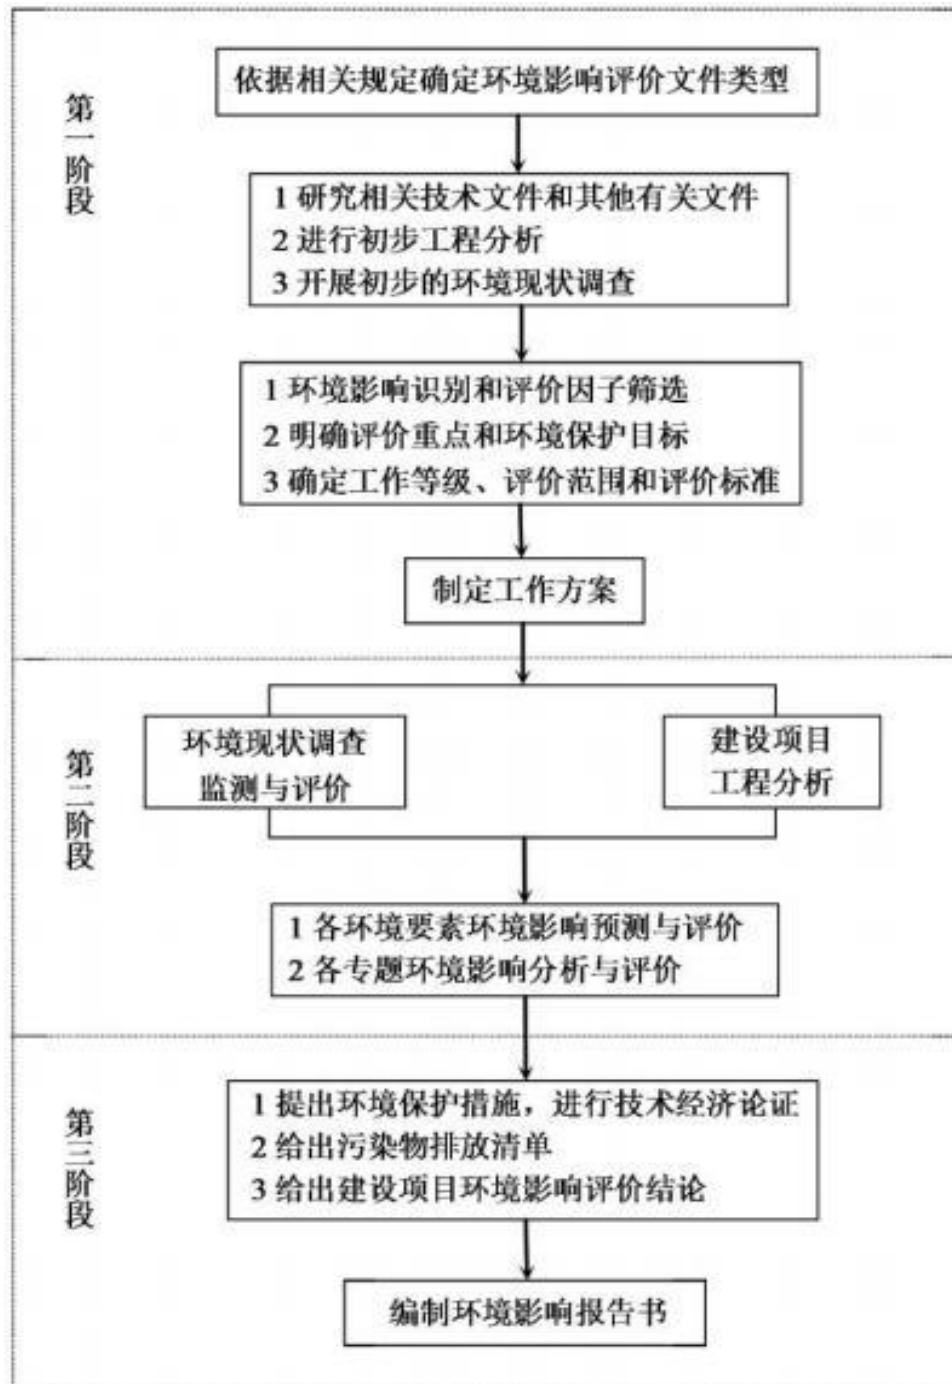 第一阶段
依据相关规定确定环境影响评价文件类型
1 研究相关技术文件和其他有关文件
2 进行初步工程分析
3 开展初步的环境现状调查
1 环境影响识别和评价因子筛选
2 明确评价重点和环境保护目标
3 确定工作等级、评价范围和评价标准
制定工作方案
第二阶段
环境现状调查
监测与评价
建设项目
工程分析
1 各环境要素环境影响预测与评价
2 各专题环境影响分析与评价
第三阶段
1 提出环境保护措施，进行技术经济论证
2 给出污染物排放清单
3 给出建设项目环境影响评价结论
编制环境影响报告书